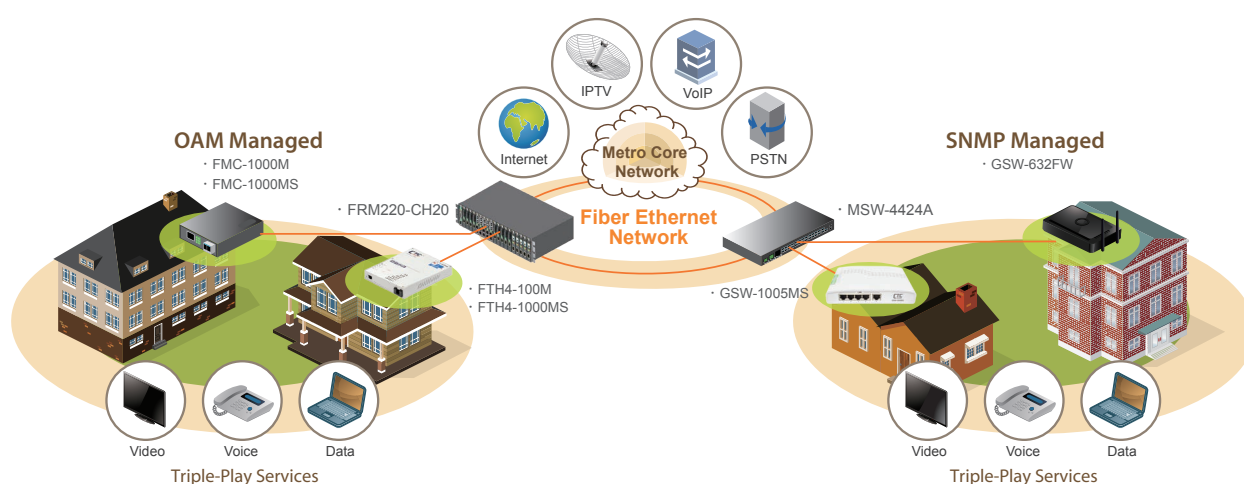 IPTV
VoIP
Internet
PSTN
Metro Core
Network
OAM Managed
· FMC-1000M
· FMC-1000MS
SNMP Managed
· GSW-632FW
· FRM220-CH20
Fiber Ethernet
Network
· MSW-4424A
· FTH4-100M
· FTH4-1000MS
· GSW-1005MS
CTC
Video
Voice
Data
Triple-Play Services
Video
Voice
Data
Triple-Play Services